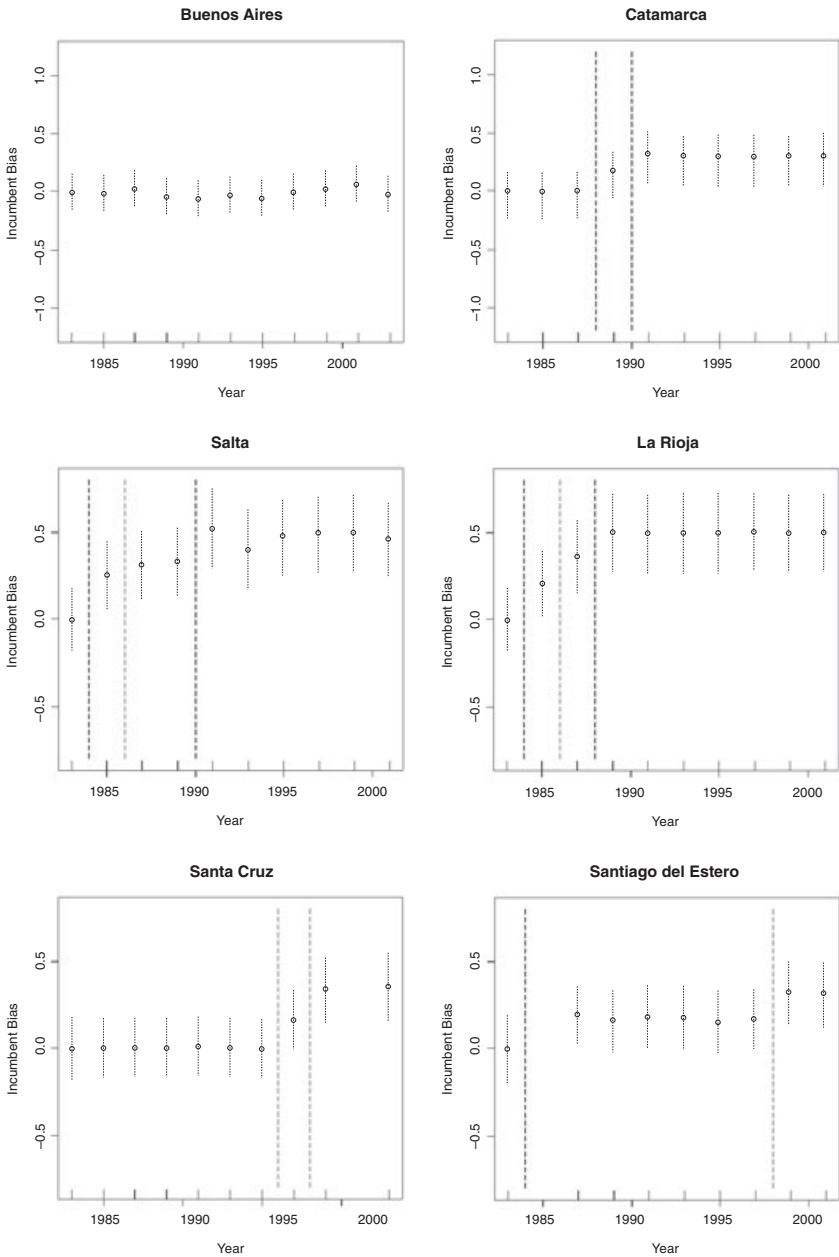 Buenos Aires
Incumbent Bias
1.0
0.5
0.0
−0.5
−1.0
1985 1990 1995 2000
Year
Catamarca
Incumbent Bias
1.0
0.5
0.0
−0.5
−1.0
1985 1990 1995 2000
Year
Salta
Incumbent Bias
0.5
0.0
−0.5
1985 1990 1995 2000
Year
La Rioja
Incumbent Bias
0.5
0.0
−0.5
1985 1990 1995 2000
Year
Santa Cruz
Incumbent Bias
0.5
0.0
−0.5
1985 1990 1995 2000
Year
Santiago del Estero
Incumbent Bias
0.5
0.0
−0.5
1985 1990 1995 2000
Year